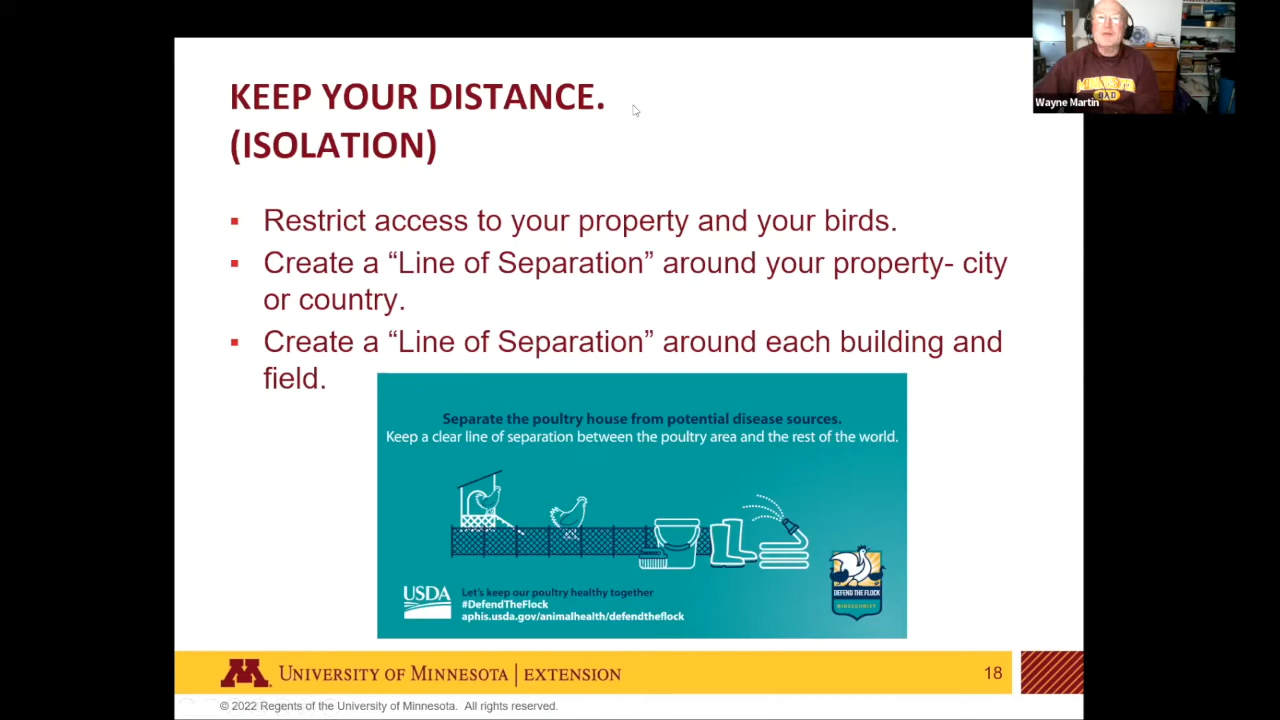 KEEP YOUR DISTANCE.
(ISOLATION)
Wayne Martin
▪ Restrict access to your property and your birds.
▪ Create a “Line of Separation” around your property- city
or country.
▪ Create a “Line of Separation” around each building and
field.
Separate the poultry house from potential disease sources.
Keep a clear line of separation between the poultry area and the rest of the world.
USDA
Let's keep our poultry healthy together
#DefendTheFlock
aphis.usda.gov/animalhealth/defendtheflock
DEFEND THE FLOCK
BIOSECURITY
M UNIVERSITY OF MINNESOTA | EXTENSION
18
© 2022 Regents of the University of Minnesota. All rights reserved.